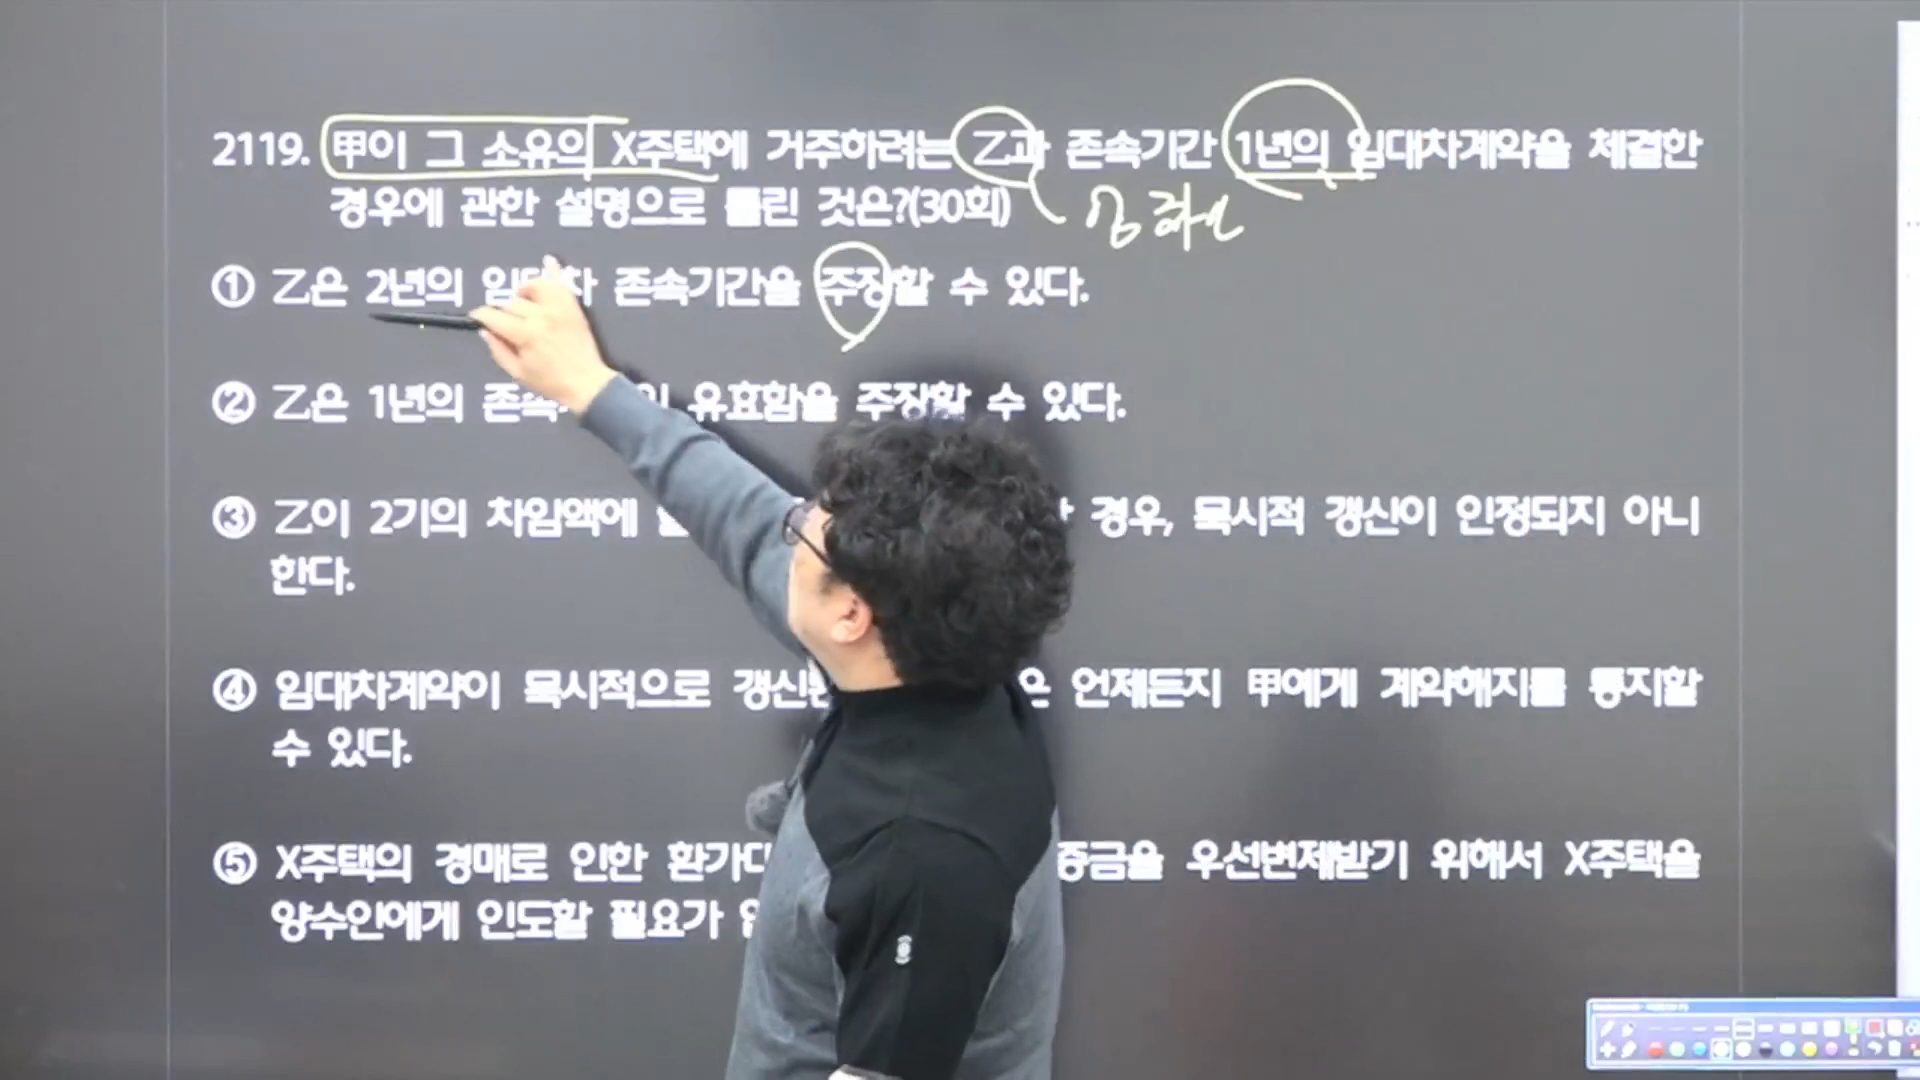 2119. 甲이 그 소유의 X주택에 거주하려는 乙과 존속기간 1년의 임대차계약을 체결한
경우에 관한 설명으로 틀린 것은?(30회)
임차인
① 乙은 2년의 임대차 존속기간을 주장할 수 있다.
② 乙은 1년의 존속 유효함을 주장할 수 있다.
③ 乙이 2기의 차임액에 경우, 묵시적 갱신이 인정되지 아니
한다.
④ 임대차계약이 묵시적으로 언제든지 甲에게 계약해지를 통지할
수 있다.
⑤ X주택의 경매로 인한 우선변제받기 위해서 X주택을
양수인에게 인도할 필요가